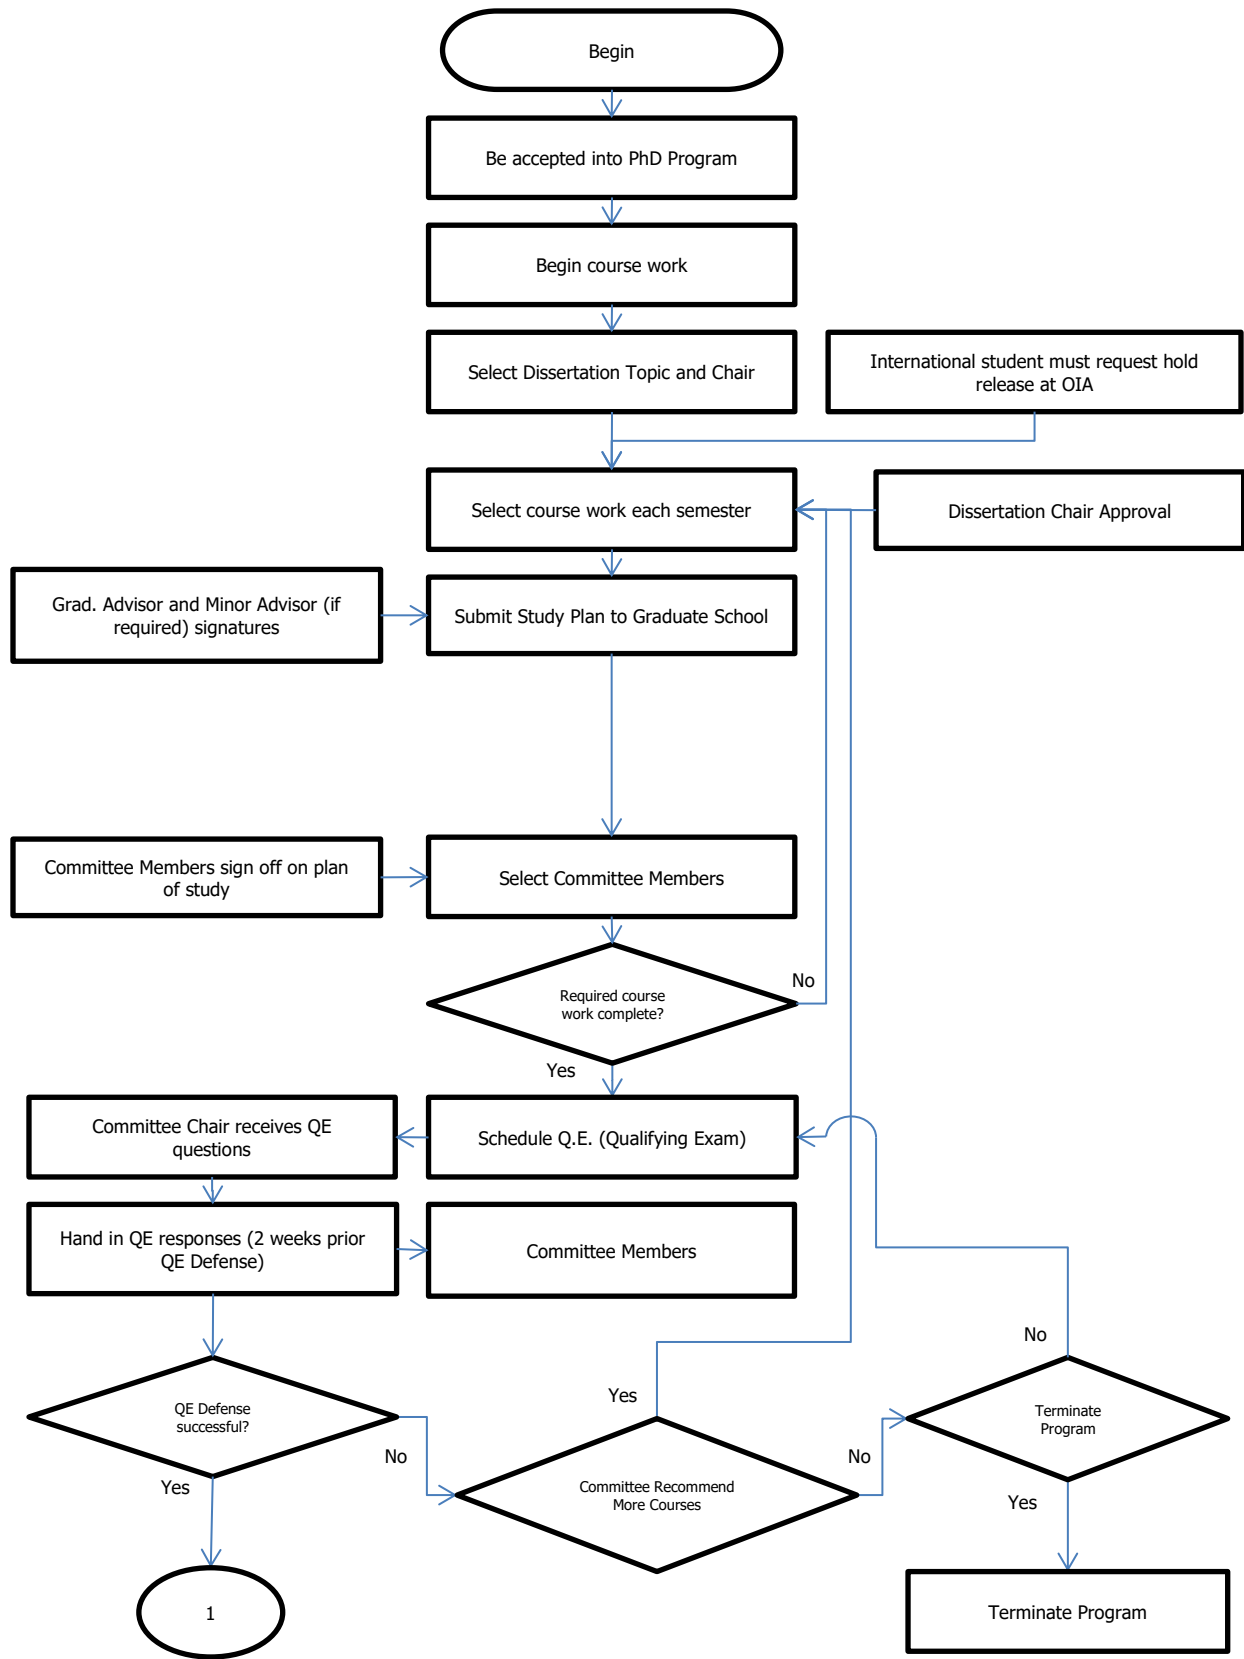 Begin
Be accepted into PhD Program
Begin course work
Select Dissertation Topic and Chair
International student must request hold
release at OIA
Select course work each semester
Dissertation Chair Approval
Grad. Advisor and Minor Advisor (if
required) signatures
Submit Study Plan to Graduate School
Committee Members sign off on plan
of study
Select Committee Members
No
Required course
work complete?
Yes
Committee Chair receives QE
questions
Schedule Q.E. (Qualifying Exam)
Hand in QE responses (2 weeks prior
QE Defense)
Committee Members
No
QE Defense
successful?
Yes
Terminate
Program
No
No
Yes
Committee Recommend
More Courses
Yes
1
Terminate Program